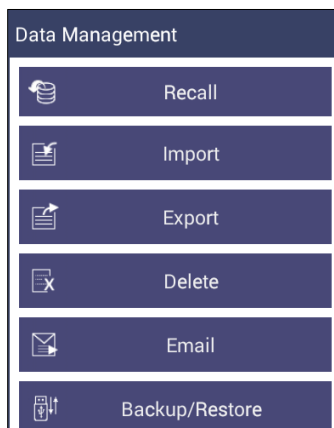 Data Management
Recall
Import
Export
Delete
Email
Backup/Restore